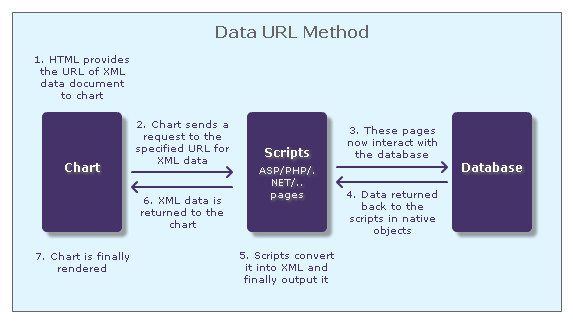 Data URL Method
1. HTML provides
the URL of XML
data document
to chart
Chart
2. Chart sends a
request to the
specified URL for
XML data
6. XML data is
returned to the
chart
Scripts
ASP/PHP/.
NET/..
pages
3. These pages
now interact with
the database
4. Data returned
back to the
scripts in native
objects
Database
7. Chart is finally
rendered
5. Scripts convert
it into XML and
finally output it